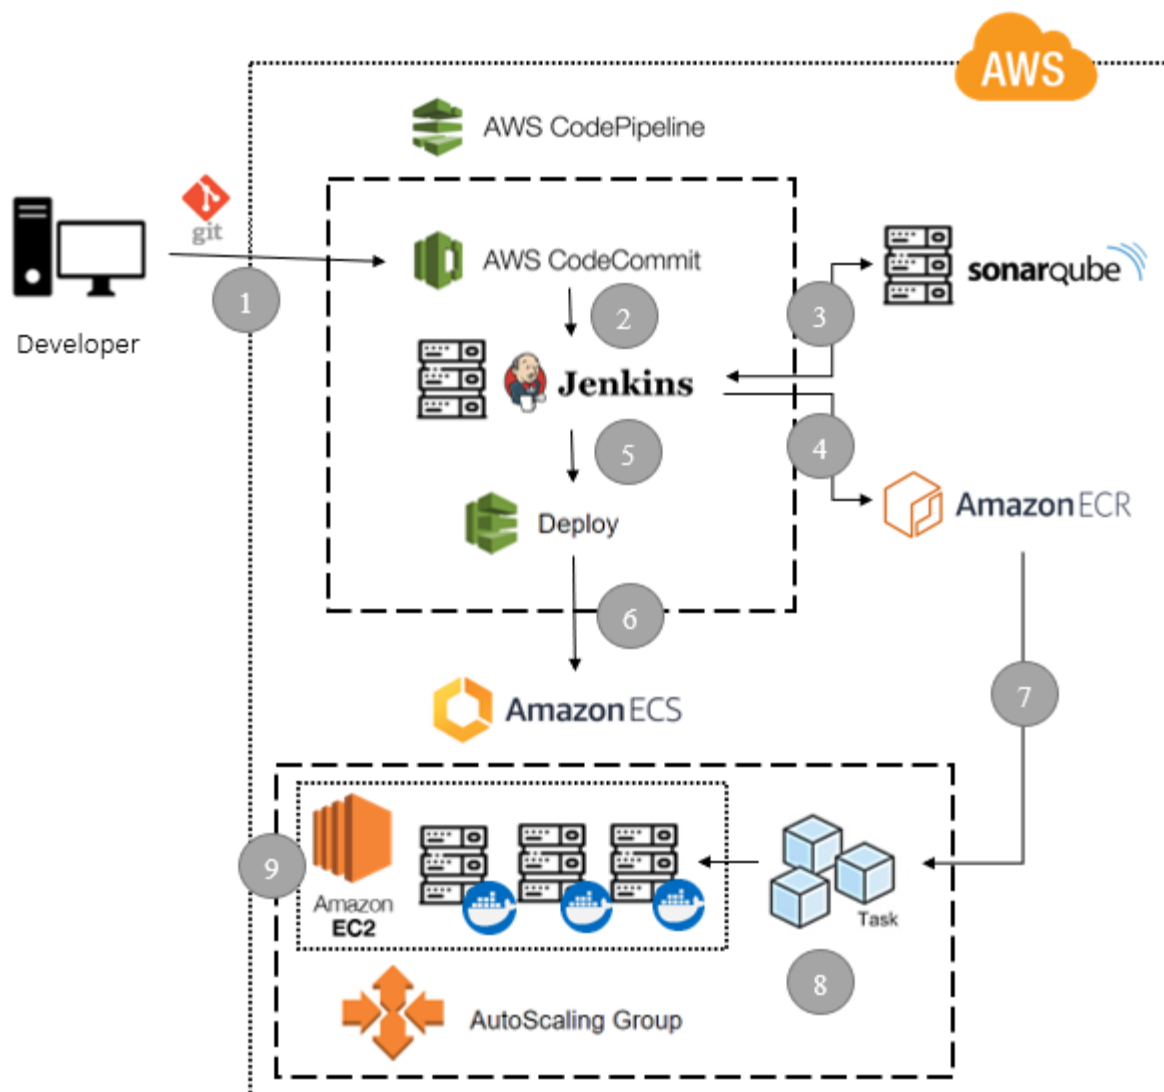 AWS
AWS CodePipeline
git
AWS CodeCommit
sonarqube
1
2
3
Developer
Jenkins
5
4
Deploy
Amazon ECR
6
7
Amazon ECS
9
Amazon
EC2
Task
8
AutoScaling Group